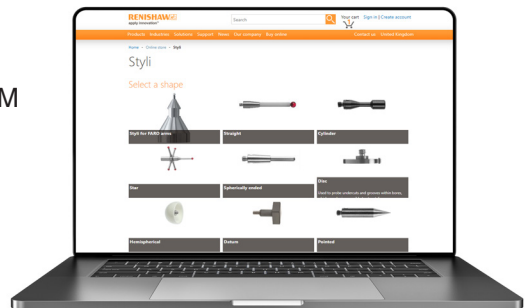 M
RENISHAW
apply innovation™
Search
Your cart Sign in | Create account
Products Industries Solutions Support News Our company Buy online
Contact us United Kingdom
Home - Online store - Styli
Styli
Select a shape
Styli for FARO arms
Straight
Cylinder
Star
Spherically ended
Disc
Used to probe undercuts and grooves within bores,
Hemispherical
Datum
Pointed